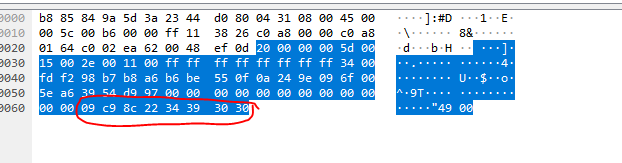 0000 b8 85 84 9a 5d 3a 23 44 d0 80 04 31 08 00 45 00 ····]:#D ···1··E·
0010 00 5c 00 b6 00 00 ff 11 38 26 c0 a8 00 00 c0 a8 ·\······ 8&······
0020 01 64 c0 02 ea 62 00 48 ef 0d 20 00 00 00 5d 00 ·d···b·H ·· ···]·
0030 15 00 2e 00 11 00 ff ff ff ff ff ff ff ff 34 00 ··.····· ······4·
0040 fd f2 98 b7 b8 a6 b6 be 55 0f 0a 24 9e 09 6f 00 ········ U··$··o·
0050 5e a6 39 54 d9 97 00 00 00 00 00 00 00 00 00 00 ^·9T···· ········
0060 00 00 09 c9 8c 22 34 39 30 30 ·····"49 00